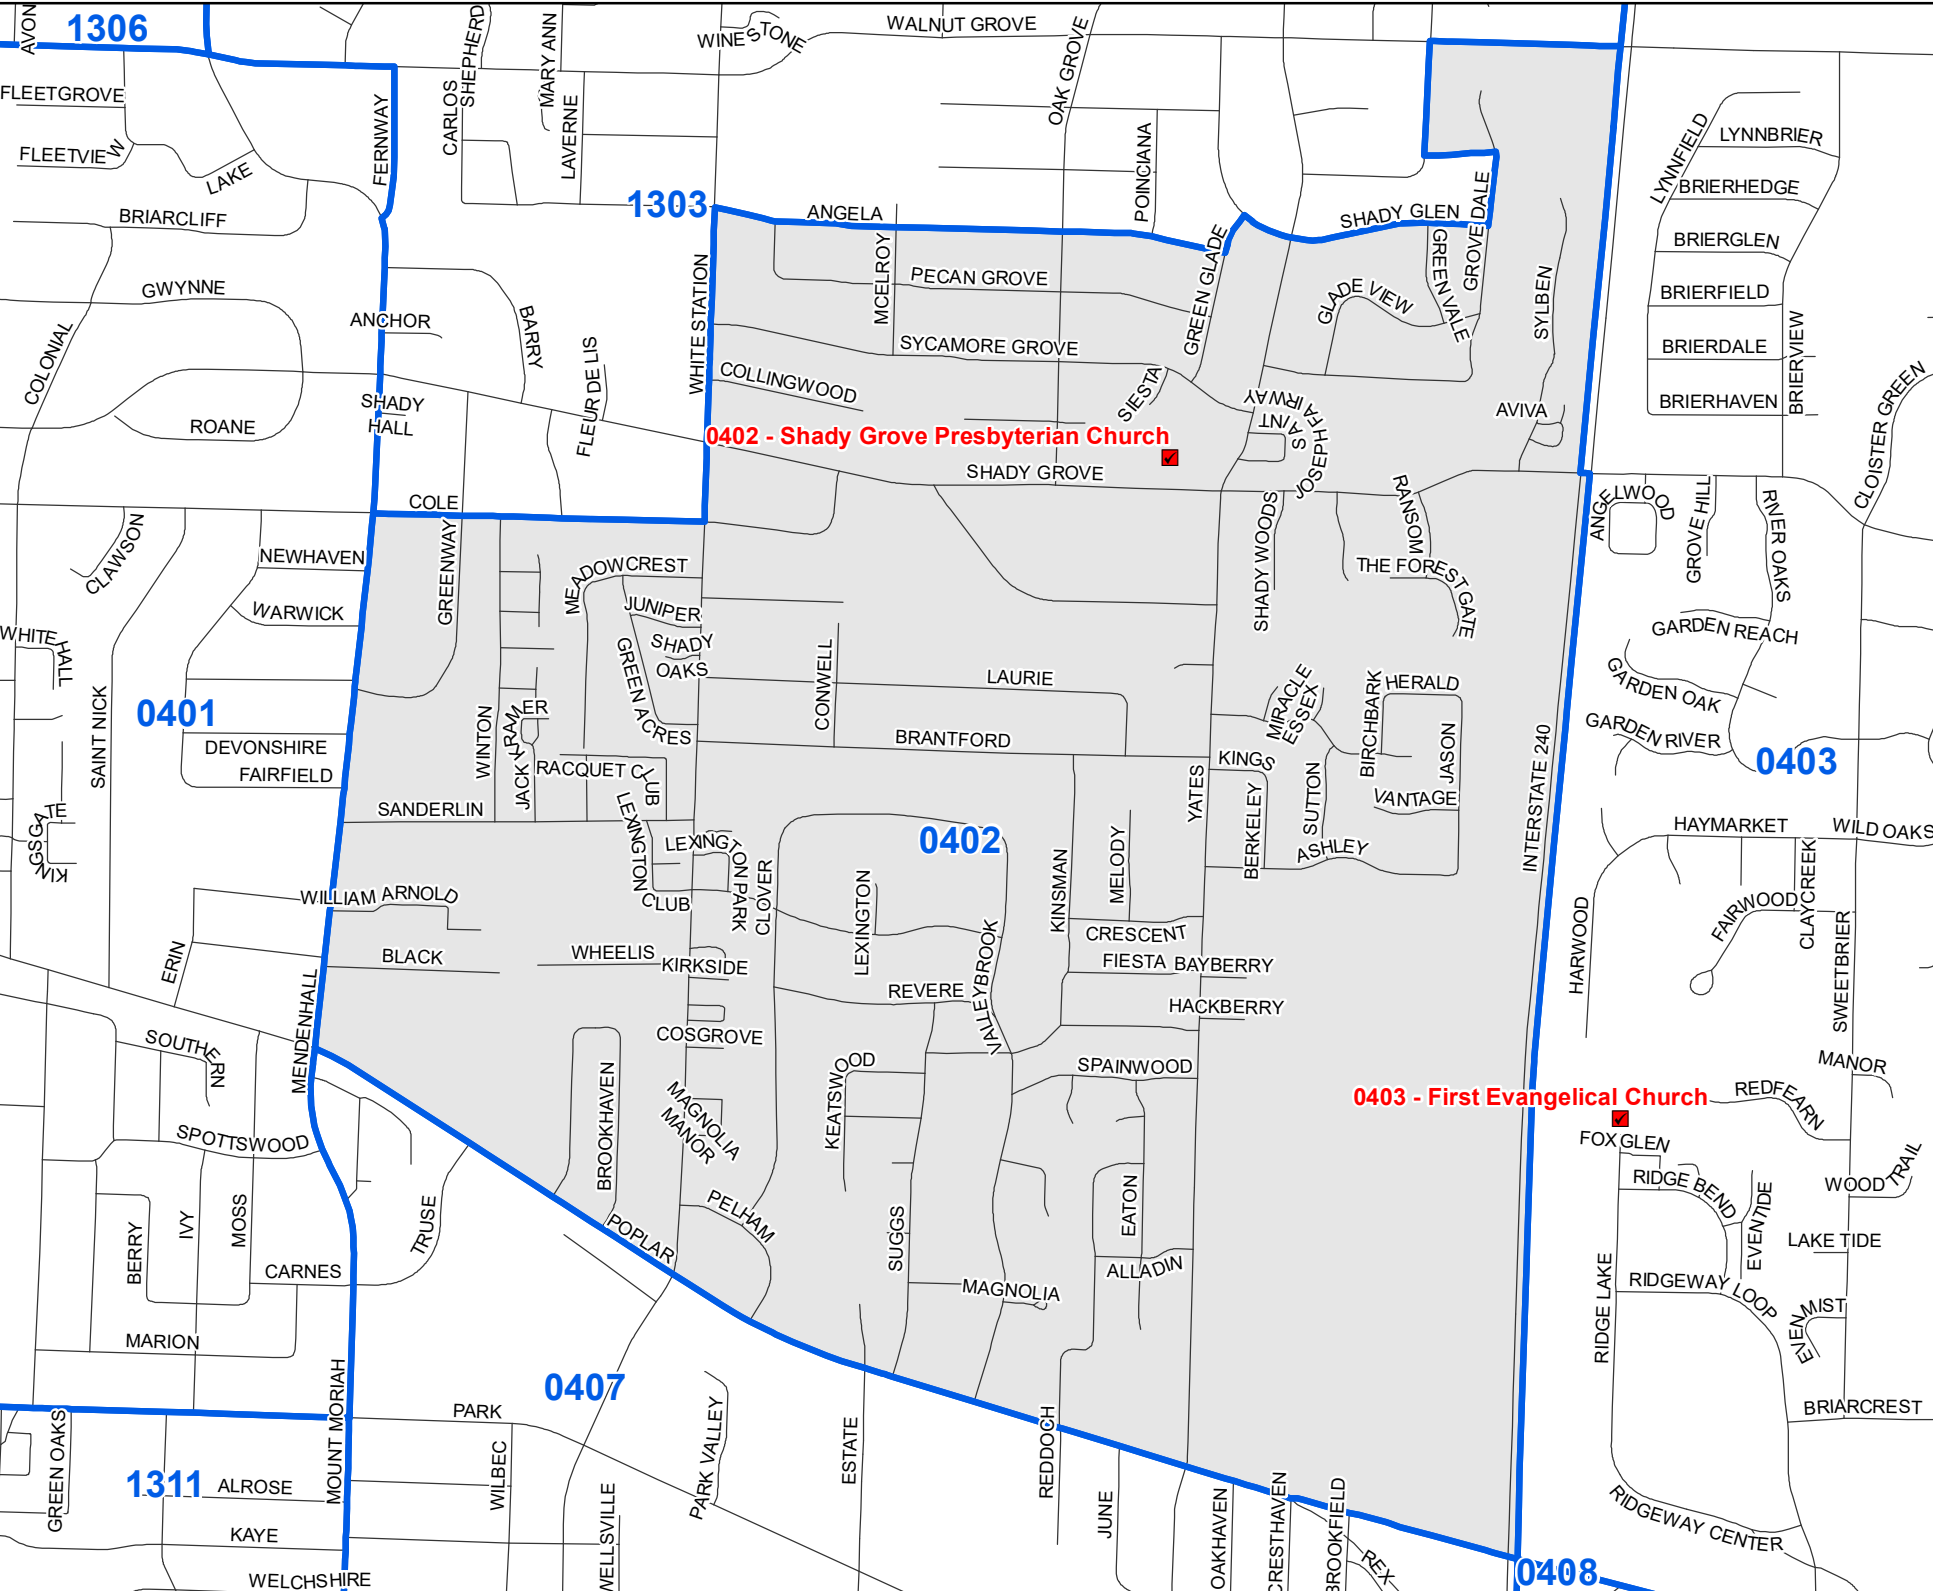 AVON
1306
FLEETGROVE
FLEETVIEW
LAKE
BRIARCLIFF
GWYNNE
COLONIAL
ROANE
FERNWAY
ANCHOR
SHADY
HALL
CARLOS
SHEPHERD
MARY ANN
LAVERNE
BARRY
FLEUR DE LIS
WINESTONE
WALNUT GROVE
OAK GROVE
POINCIANA
1303
ANGELA
WHITE STATION
MCELROY
PECAN GROVE
SYCAMORE GROVE
COLLINGWOOD
GREEN GLADE
SIESTA
SHADY GLEN
GREEN VALE
GROVEDALE
GLADE VIEW
SYLBEN
AVIVA
SAINT
JOSEPH
FAIRWAY
0402 - Shady Grove Presbyterian Church
SHADY GROVE
LYNNFIELD
LYNNBRIER
BRIERHEDGE
BRIERGLEN
BRIERFIELD
BRIERDALE
BRIERHAVEN
BRIERVIEW
CLOISTER GREEN
COLE
CLAWSON
NEWHAVEN
WARWICK
GREENWAY
WHITEHALL
SAINT NICK
0401
DEVONSHIRE
FAIRFIELD
KINGSGATE
MEADOWCREST
JUNIPER
SHADY
OAKS
GREEN ACRES
CONWELL
LAURIE
BRANTFORD
WINTON
JACK KRAMER
RACQUET CLUB
SANDERLIN
LEXINGTON
CLUB
LEXINGTON PARK
CLOVER
SHADY WOODS
RANSOM
THE FORESTGATE
MIRACLE
ESSEX
BIRCHBARK
HERALD
JASON
KINGS
BERKELEY
SUTTON
VANTAGE
ASHLEY
YATES
INTERSTATE 240
ANGELWOOD
GROVE HILL
RIVER OAKS
GARDEN REACH
GARDEN OAK
GARDEN RIVER
0403
HAYMARKET
WILD OAKS
HARWOOD
FAIRWOOD
CLAYCREEK
SWEETBRIER
0402
KINSMAN
MELODY
LEXINGTON
VALLEYBROOK
CRESCENT
FIESTA
BAYBERRY
HACKBERRY
REVERE
WILLIAM ARNOLD
BLACK
WHEELIS
KIRKSIDE
COSGROVE
ERIN
MENDENHALL
SOUTHERN
SPOTTSWOOD
BERRY
IVY
MOSS
CARNES
TRUSE
MARION
BROOKHAVEN
MAGNOLIA
MANOR
KEATSWOOD
SPAINWOOD
PELHAM
POPLAR
SUGGS
EATON
ALLADIN
MAGNOLIA
0403 - First Evangelical Church
MANOR
REDFEARN
FOXGLEN
RIDGE BEND
EVENTIDE
WOOD TRAIL
LAKE TIDE
RIDGE LAKE
RIDGEWAY LOOP
EVEN MIST
BRIARCREST
RIDGEWAY CENTER
0407
MOUNT MORIAH
PARK
GREEN OAKS
1311
ALROSE
KAYE
WELCHSHIRE
WILBEC
WELLSVILLE
PARK VALLEY
ESTATE
REDDOCH
JUNE
OAKHAVEN
CRESTHAVEN
BROOKFIELD
REX
0408